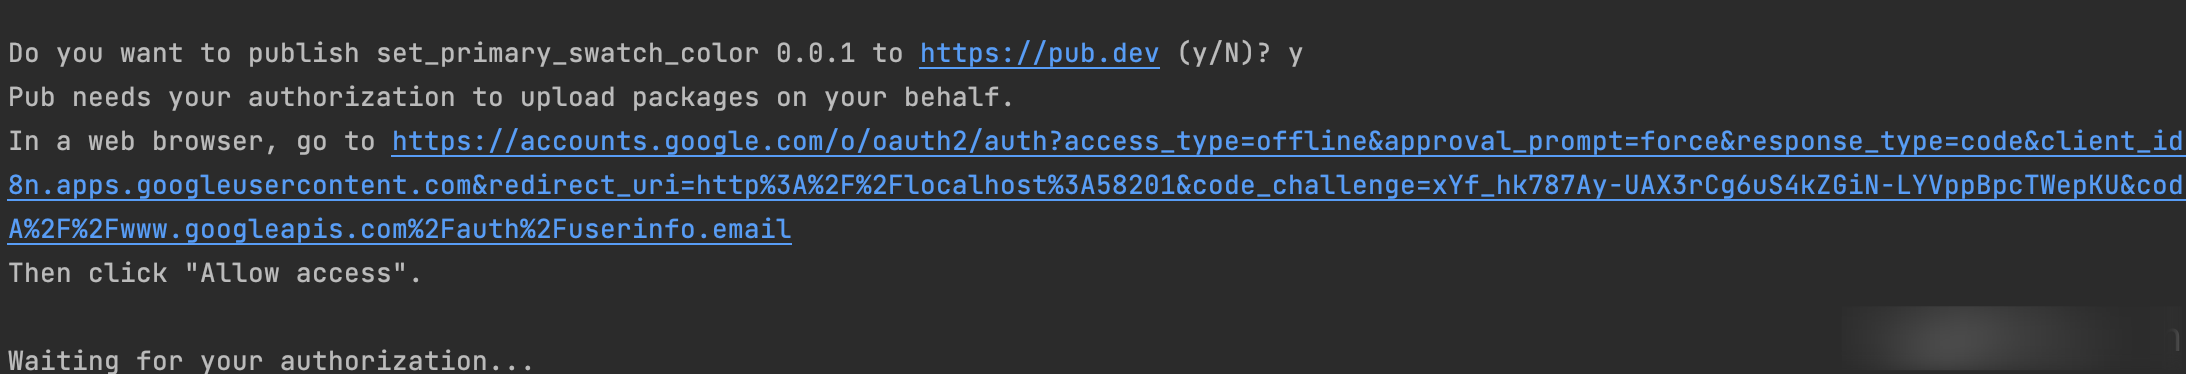 Do you want to publish set_primary_swatch_color 0.0.1 to https://pub.dev (y/N)? y
Pub needs your authorization to upload packages on your behalf.
In a web browser, go to https://accounts.google.com/o/oauth2/auth?access_type=offline&approval_prompt=force&response_type=code&client_id
8n.apps.googleusercontent.com&redirect_uri=http%3A%2F%2Flocalhost%3A58201&code_challenge=xYf_hk787Ay-UAX3rCg6uS4kZGiN-LYVppBpcTWepKU&cod
A%2F%2Fwww.googleapis.com%2Fauth%2Fuserinfo.email
Then click "Allow access".
Waiting for your authorization...